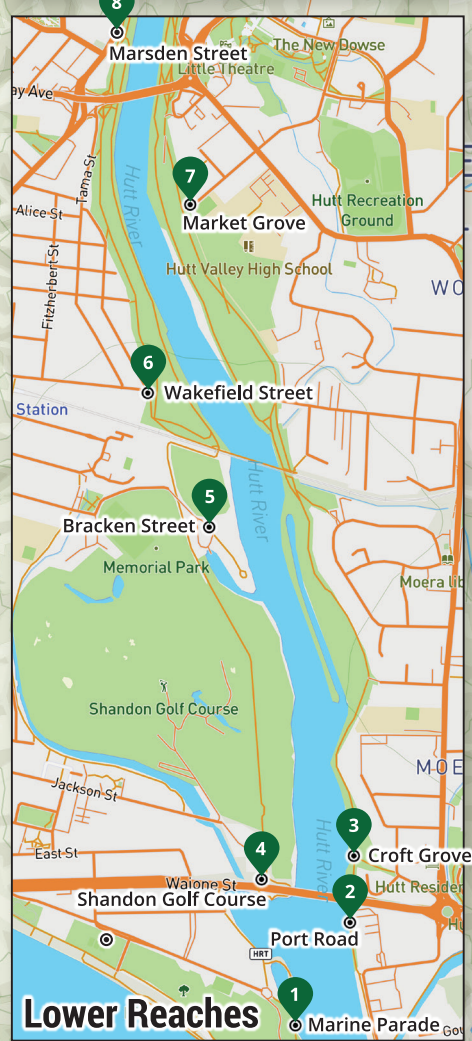 8
Marsden Street
The New Dowse
Little Theatre
ay Ave
Tama St
Hutt River
7
Market Grove
Hutt Recreation
Ground
Alice St
Fitzherbert St
Hutt Valley High School
WO
6
Wakefield Street
Station
Hutt River
5
Bracken Street
Memorial Park
Moera lib
Shandon Golf Course
MOE
Jackson St
Hutt River
3
Croft Grove
East St
4
Waione St
Shandon Golf Course
2
Hutt Residen
Hu
Port Road
HRT
1
Marine Parade
Gou
Lower Reaches